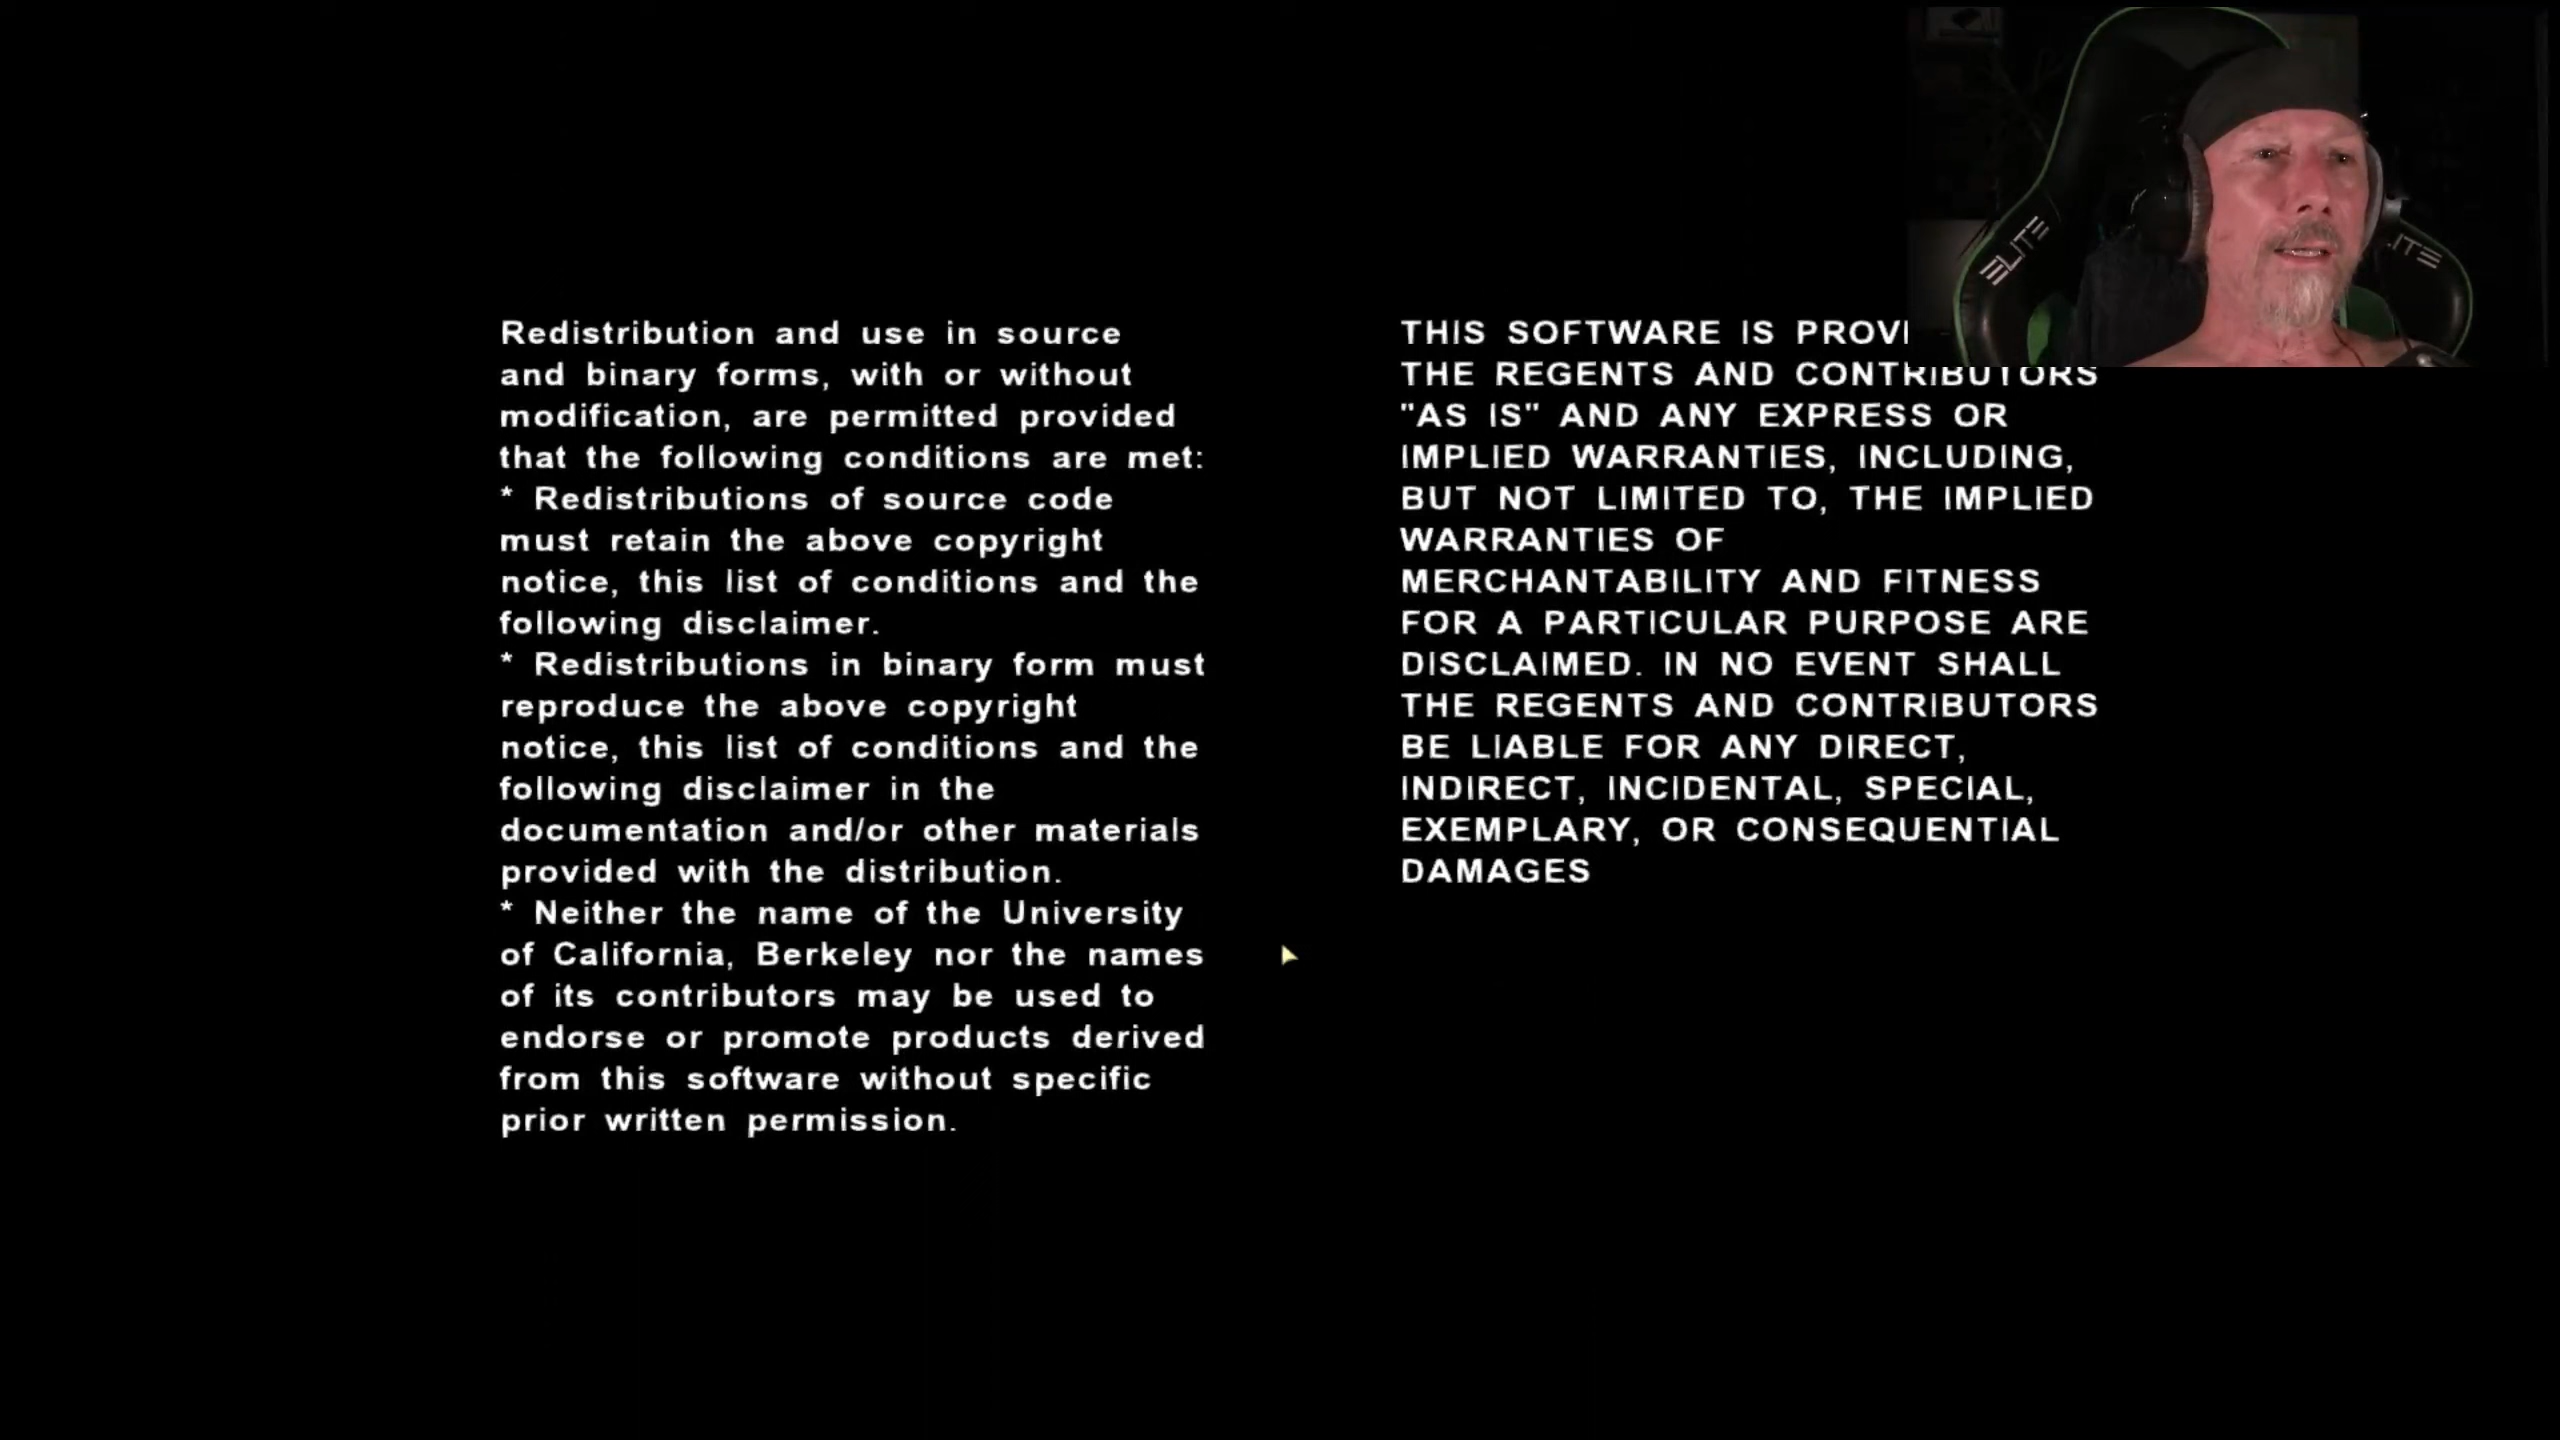 Redistribution and use in source
and binary forms, with or without
modification, are permitted provided
that the following conditions are met:
* Redistributions of source code
must retain the above copyright
notice, this list of conditions and the
following disclaimer.
* Redistributions in binary form must
reproduce the above copyright
notice, this list of conditions and the
following disclaimer in the
documentation and/or other materials
provided with the distribution.
* Neither the name of the University
of California, Berkeley nor the names
of its contributors may be used to
endorse or promote products derived
from this software without specific
prior written permission.
THIS SOFTWARE IS
THE REGENTS AND CONTRIBUTORS
"AS IS" AND ANY EXPRESS OR
IMPLIED WARRANTIES, INCLUDING,
BUT NOT LIMITED TO, THE IMPLIED
WARRANTIES OF
MERCHANTABILITY AND FITNESS
FOR A PARTICULAR PURPOSE ARE
DISCLAIMED. IN NO EVENT SHALL
THE REGENTS AND CONTRIBUTORS
BE LIABLE FOR ANY DIRECT,
INDIRECT, INCIDENTAL, SPECIAL,
EXEMPLARY, OR CONSEQUENTIAL
DAMAGES
ELITE